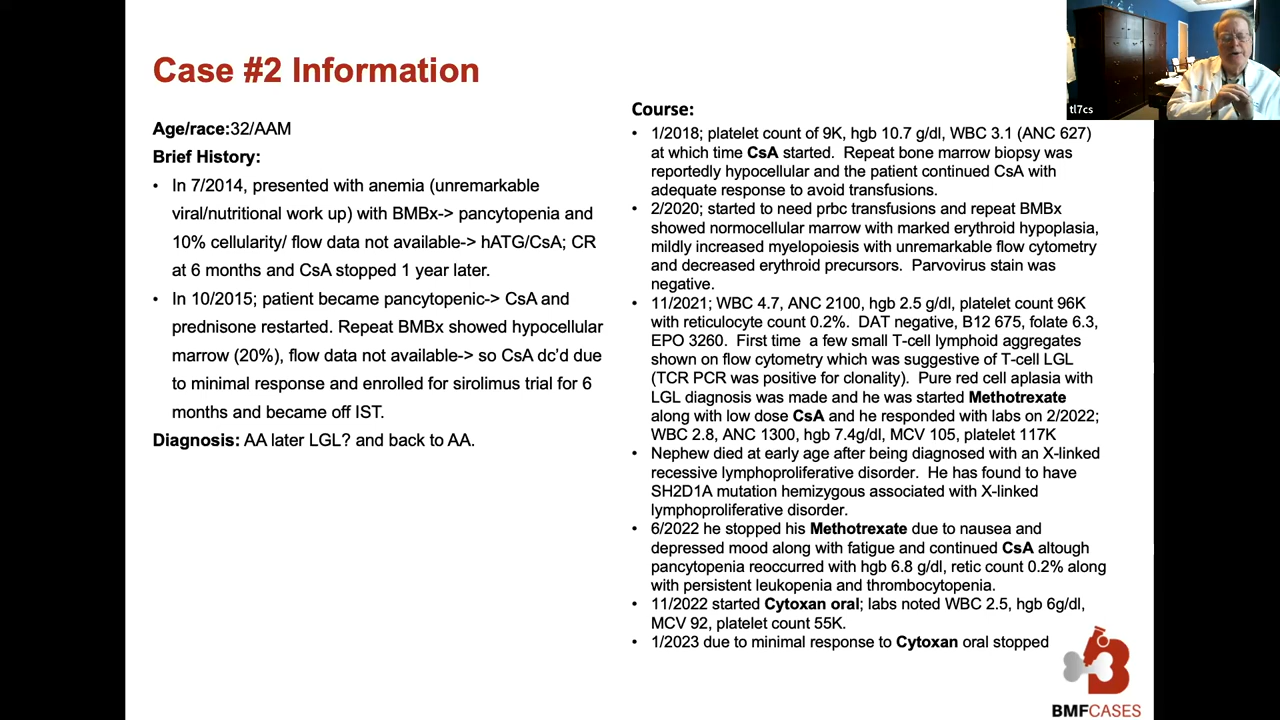 Case #2 Information
Age/race:32/AAM
Brief History:
• In 7/2014, presented with anemia (unremarkable
viral/nutritional work up) with BMBx-> pancytopenia and
10% cellularity/ flow data not available-> hATG/CsA; CR
at 6 months and CsA stopped 1 year later.
• In 10/2015; patient became pancytopenic-> CsA and
prednisone restarted. Repeat BMBx showed hypocellular
marrow (20%), flow data not available-> so CsA dc'd due
to minimal response and enrolled for sirolimus trial for 6
months and became off IST.
Diagnosis: AA later LGL? and back to AA.
Course:
• 1/2018; platelet count of 9K, hgb 10.7 g/dl, WBC 3.1 (ANC 627)
at which time CsA started. Repeat bone marrow biopsy was
reportedly hypocellular and the patient continued CsA with
adequate response to avoid transfusions.
• 2/2020; started to need prbc transfusions and repeat BMBx
showed normocellular marrow with marked erythroid hypoplasia,
mildly increased myelopoiesis with unremarkable flow cytometry
and decreased erythroid precursors. Parvovirus stain was
negative.
• 11/2021; WBC 4.7, ANC 2100, hgb 2.5 g/dl, platelet count 96K
with reticulocyte count 0.2%. DAT negative, B12 675, folate 6.3,
EPO 3260. First time a few small T-cell lymphoid aggregates
shown on flow cytometry which was suggestive of T-cell LGL
(TCR PCR was positive for clonality). Pure red cell aplasia with
LGL diagnosis was made and he was started Methotrexate
along with low dose CsA and he responded with labs on 2/2022;
WBC 2.8, ANC 1300, hgb 7.4g/dl, MCV 105, platelet 117K
• Nephew died at early age after being diagnosed with an X-linked
recessive lymphoproliferative disorder. He has found to have
SH2D1A mutation hemizygous associated with X-linked
lymphoproliferative disorder.
• 6/2022 he stopped his Methotrexate due to nausea and
depressed mood along with fatigue and continued CsA altough
pancytopenia reoccurred with hgb 6.8 g/dl, retic count 0.2% along
with persistent leukopenia and thrombocytopenia.
• 11/2022 started Cytoxan oral; labs noted WBC 2.5, hgb 6g/dl,
MCV 92, platelet count 55K.
• 1/2023 due to minimal response to Cytoxan oral stopped
tl7cs
BMFCASES